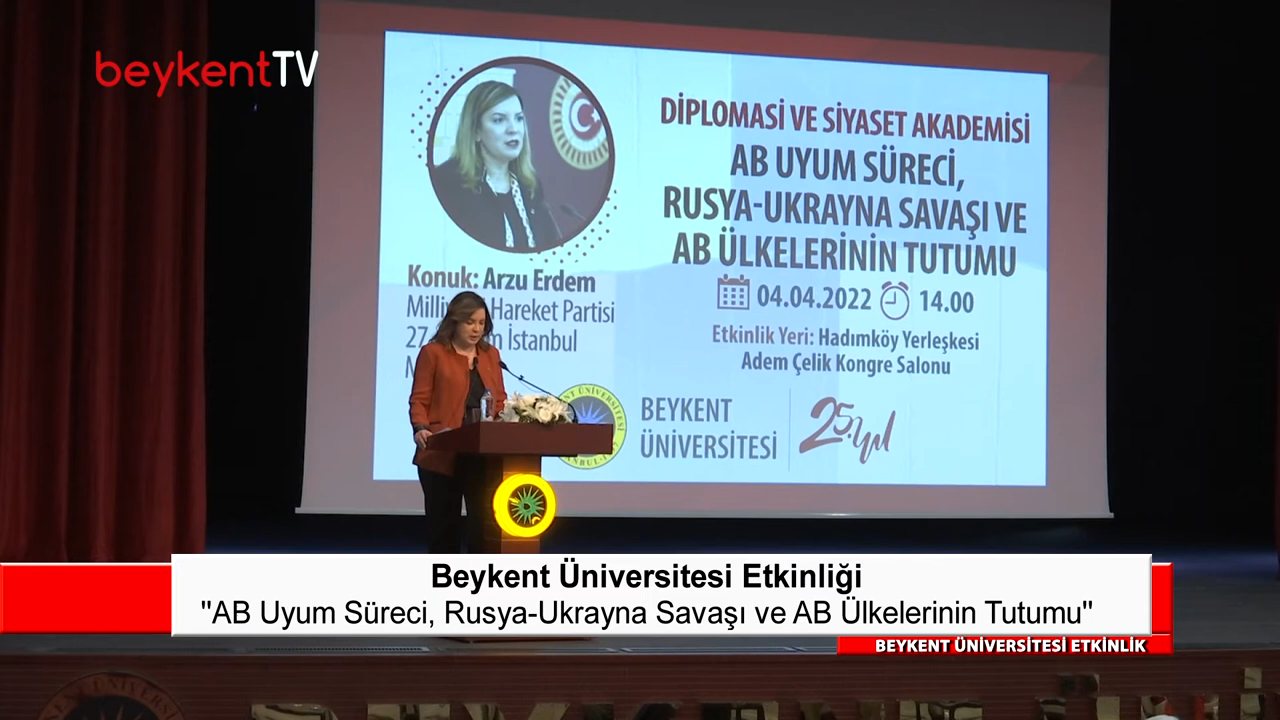 beykentTV
DİPLOMASİ VE SİYASET AKADEMİSİ
AB UYUM SÜRECİ,
RUSYA-UKRAYNA SAVAŞI VE
AB ÜLKELERİNİN TUTUMU
04.04.2022 14.00
Etkinlik Yeri: Hadımköy Yerleşkesi
Adem Çelik Kongre Salonu
Konuk: Arzu Erdem
Hareket Partisi
İstanbul
BEYKENT
ÜNİVERSİTESİ
25.yıl
Beykent Üniversitesi Etkinliği
"AB Uyum Süreci, Rusya-Ukrayna Savaşı ve AB Ülkelerinin Tutumu"
BEYKENT ÜNİVERSİTESİ ETKİNLİK